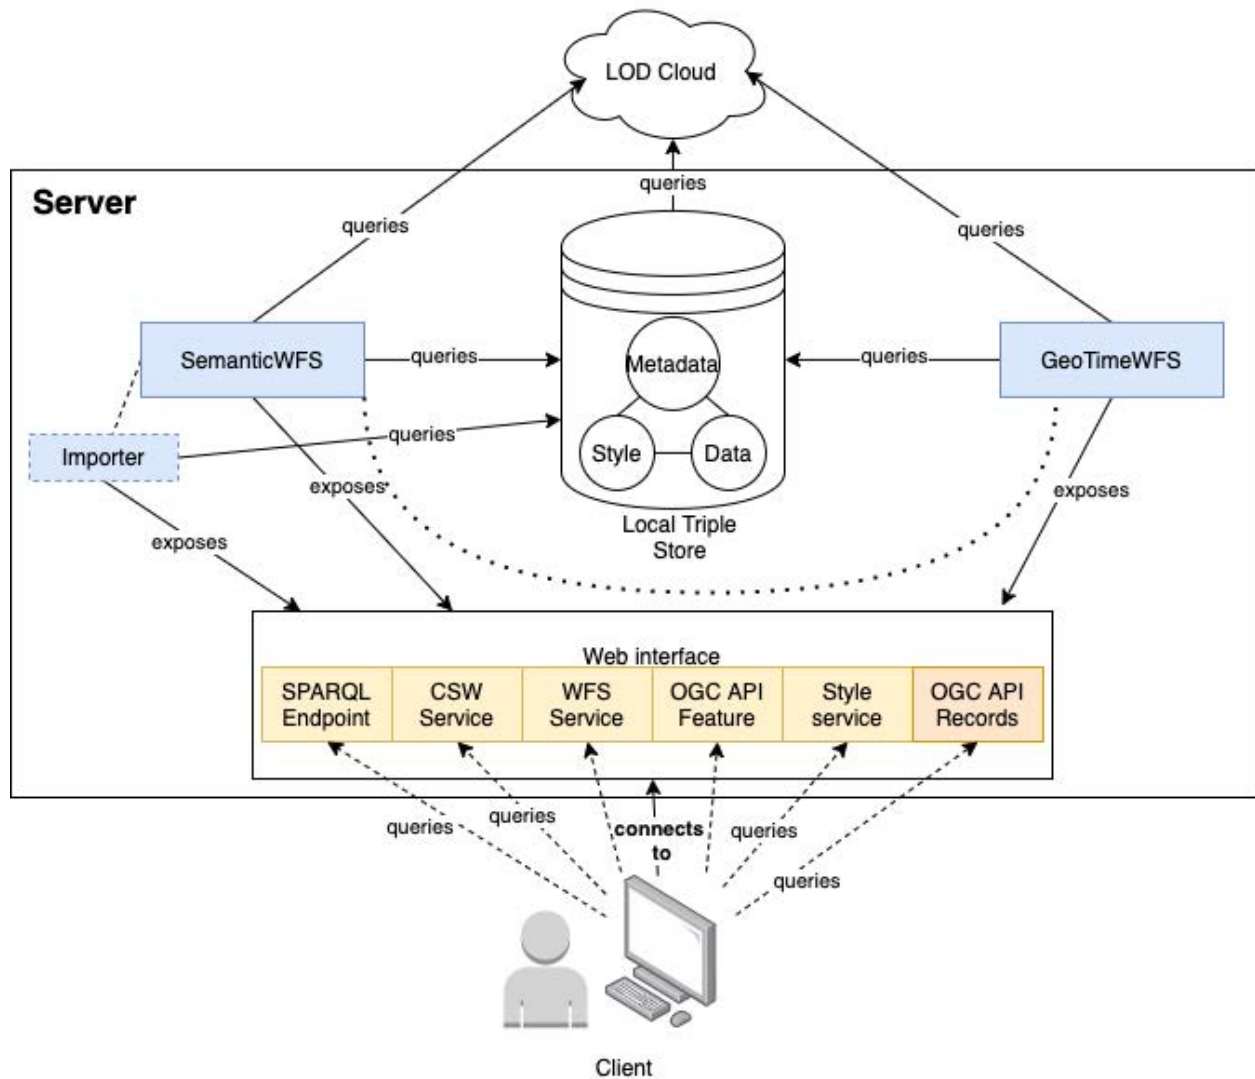 LOD Cloud
queries
Server
queries
queries
SemanticWFS
queries
Metadata
queries
GeoTimeWFS
Importer
queries
Style
Data
exposes
exposes
Local Triple
Store
exposes
Web interface
SPARQL
Endpoint
CSW
Service
WFS
Service
OGC API
Feature
Style
service
OGC API
Records
queries
queries
connects
to
queries
queries
Client